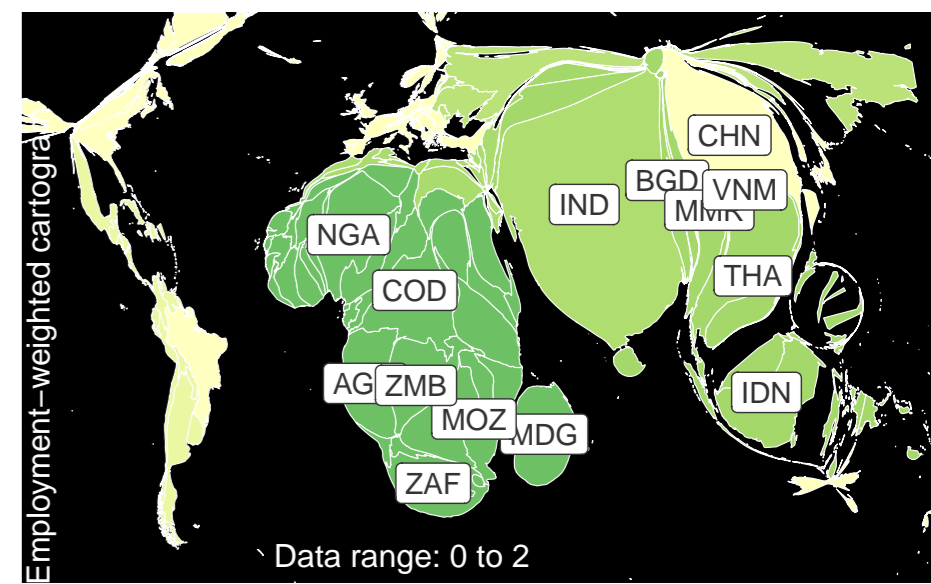 Employment−weighted cartogra
CHN
BGD
VNM
IND
MMR
NGA
THA
COD
AG
ZMB
IDN
MOZ
MDG
ZAF
Data range: 0 to 2